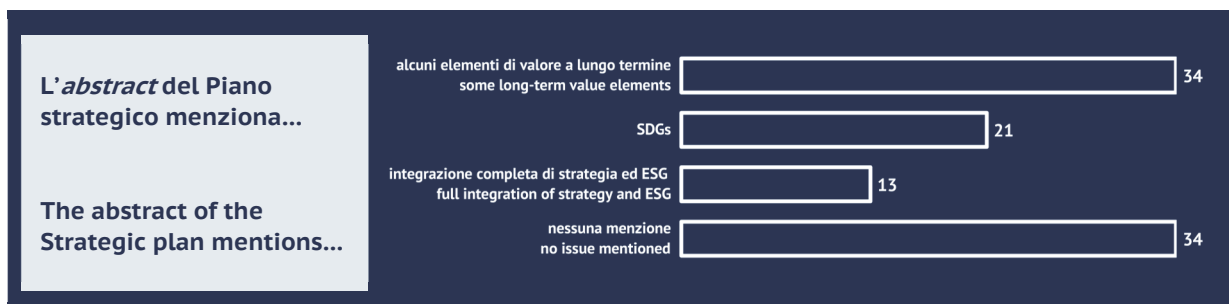 L'abstract del Piano
strategico menziona...
The abstract of the
Strategic plan mentions...
alcuni elementi di valore a lungo termine
some long-term value elements
34
SDGs
21
integrazione completa di strategia ed ESG
full integration of strategy and ESG
13
nessuna menzione
no issue mentioned
34